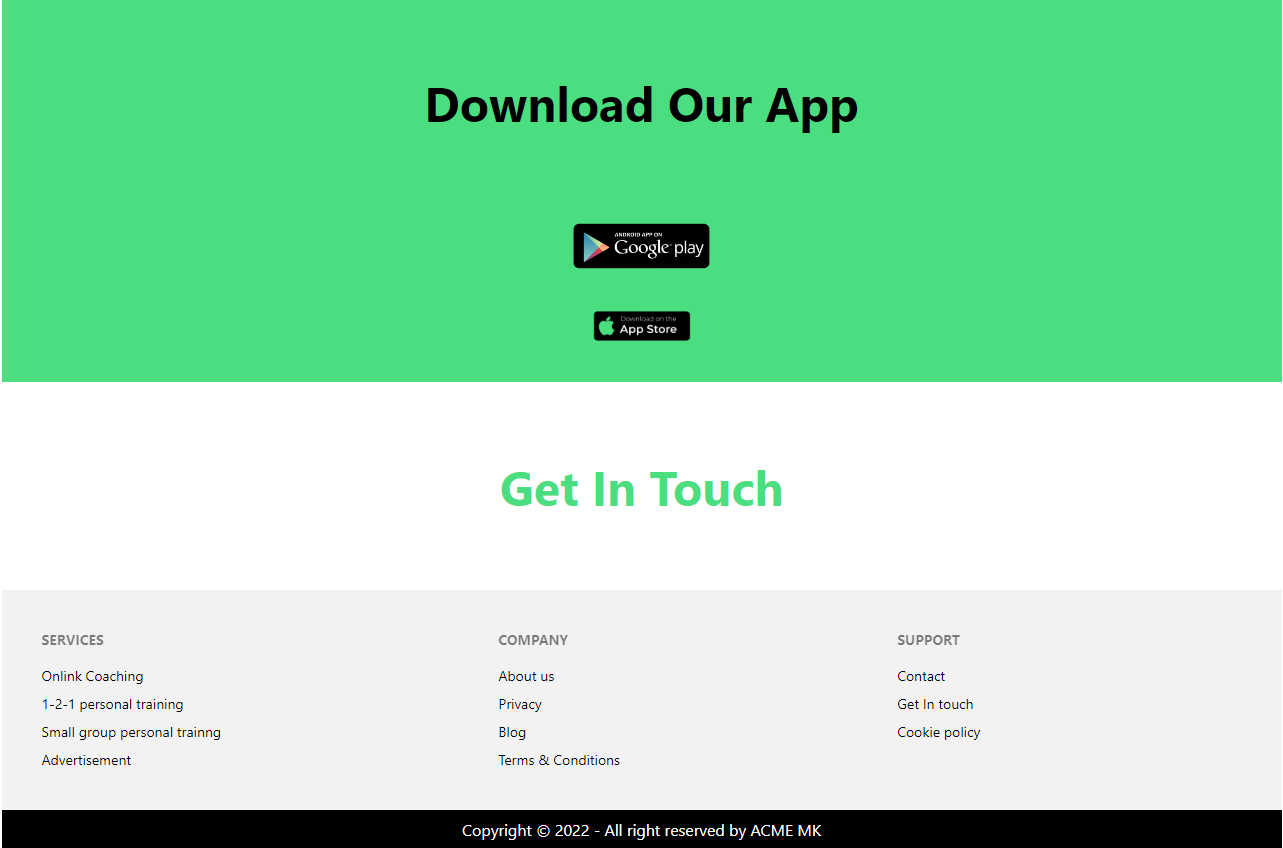 Download Our App
ANDROID APP ON
Google play
Download on the
App Store
Get In Touch
SERVICES
Onlink Coaching
1-2-1 personal training
Small group personal trainng
Advertisement
COMPANY
About us
Privacy
Blog
Terms & Conditions
SUPPORT
Contact
Get In touch
Cookie policy
Copyright © 2022 - All right reserved by ACME MK